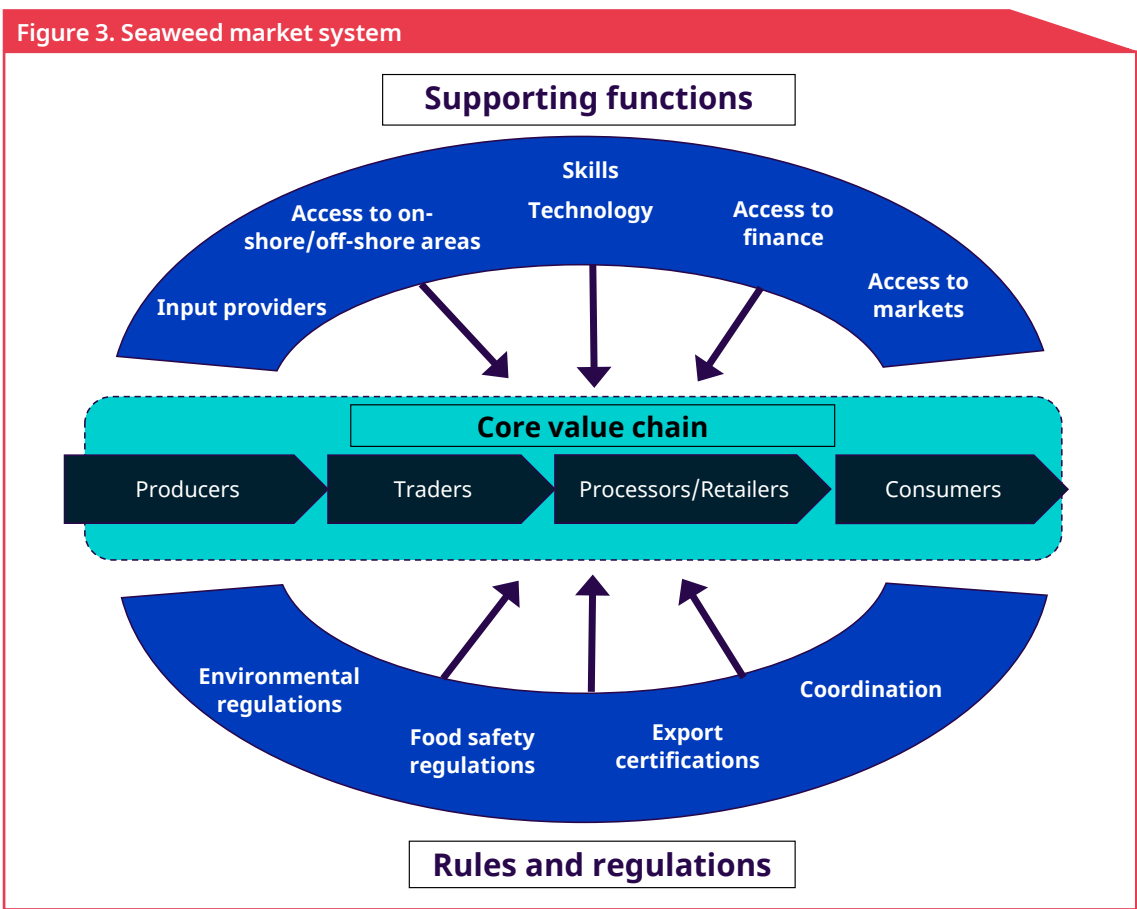 Figure 3. Seaweed market system
Supporting functions
Skills
Technology
Access to on-
shore/off-shore areas
Access to
finance
Input providers
Access to
markets
Core value chain
Producers
Traders
Processors/Retailers
Consumers
Environmental
regulations
Food safety
regulations
Export
certifications
Coordination
Rules and regulations